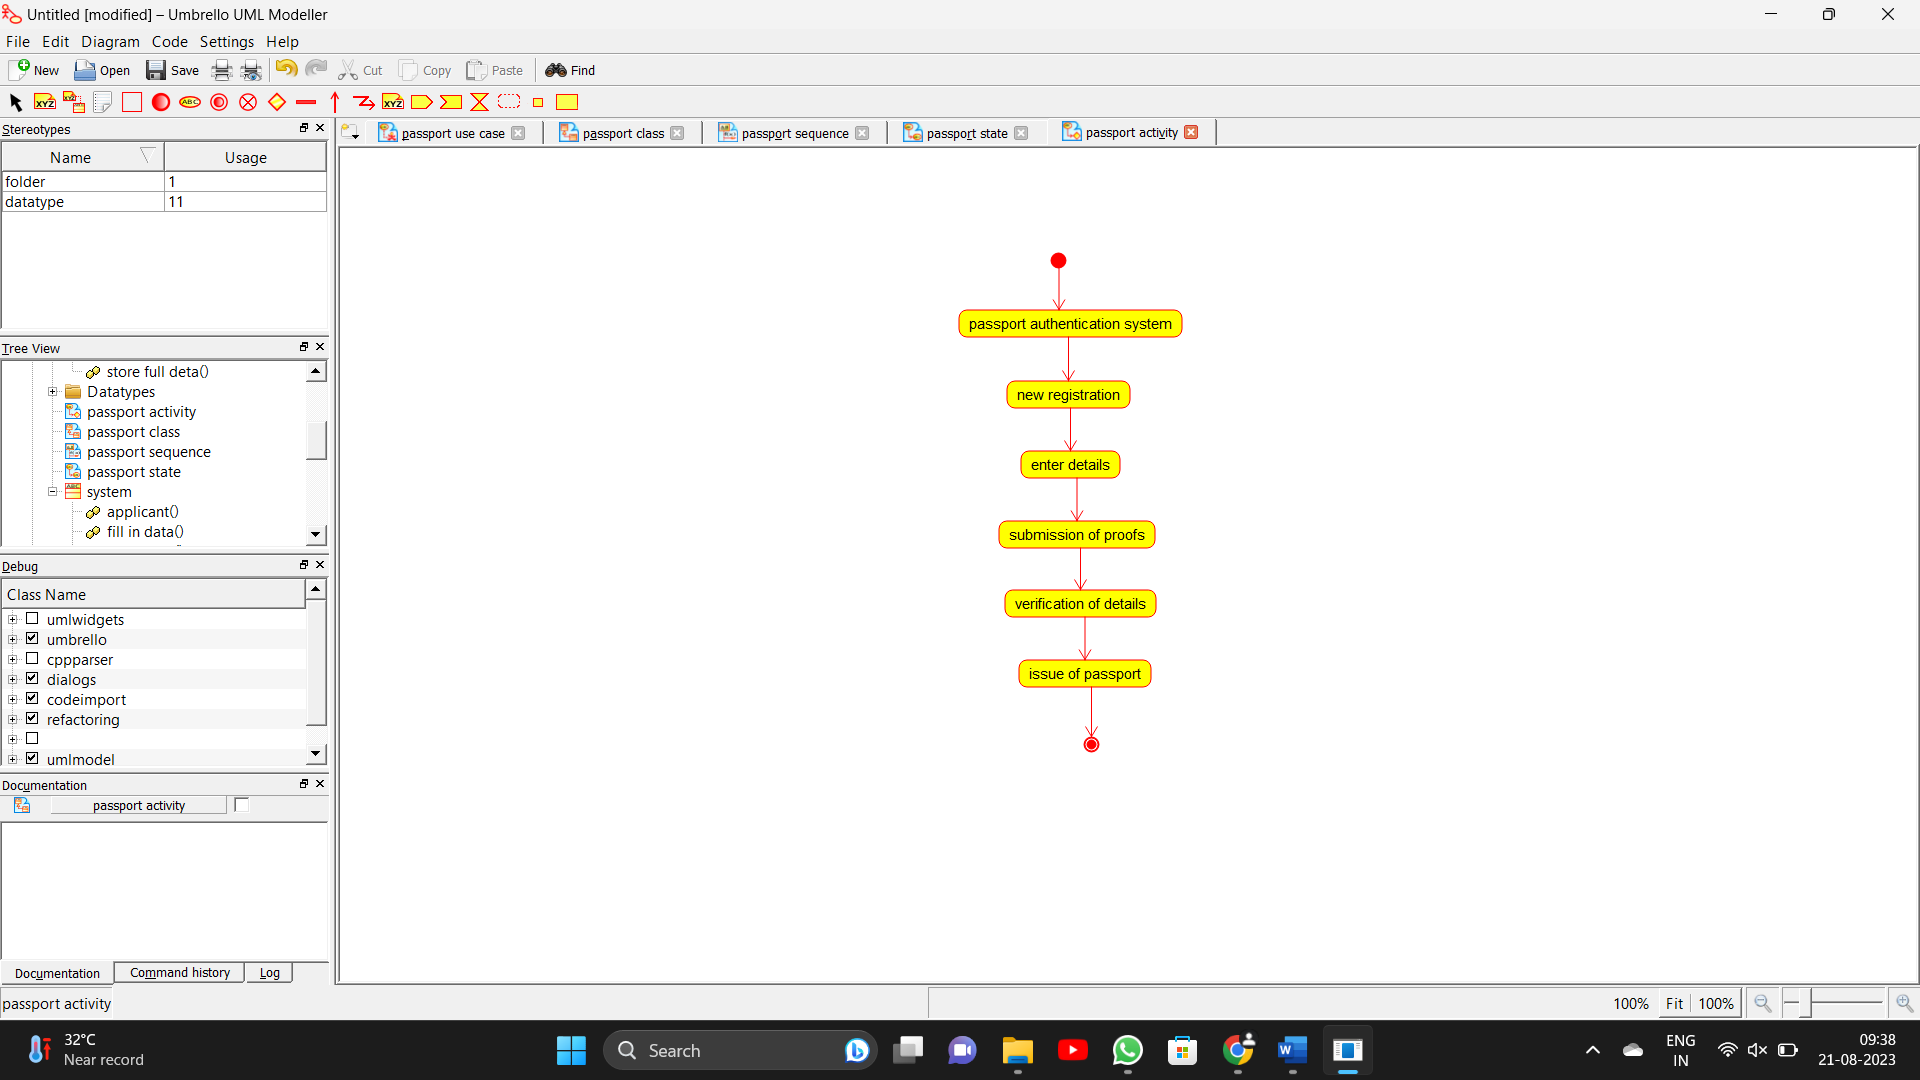 Untitled [modified] – Umbrello UML Modeller
File Edit Diagram Code Settings Help
New Open Save Cut Copy Paste Find
XYZ XYZ ABC XYZ
Stereotypes
Name Usage
folder 1
datatype 11
Tree View
store full deta()
Datatypes
passport activity
passport class
passport sequence
passport state
system
applicant()
fill in data()
Debug
Class Name
umlwidgets
umbrello
cppparser
dialogs
codeimport
refactoring
umlmodel
Documentation
passport activity
Documentation Command history Log
passport activity
passport use case passport class passport sequence passport state passport activity
passport authentication system
new registration
enter details
submission of proofs
verification of details
issue of passport
100% Fit 100%
32°C
Near record
Search
ENG
IN
09:38
21-08-2023